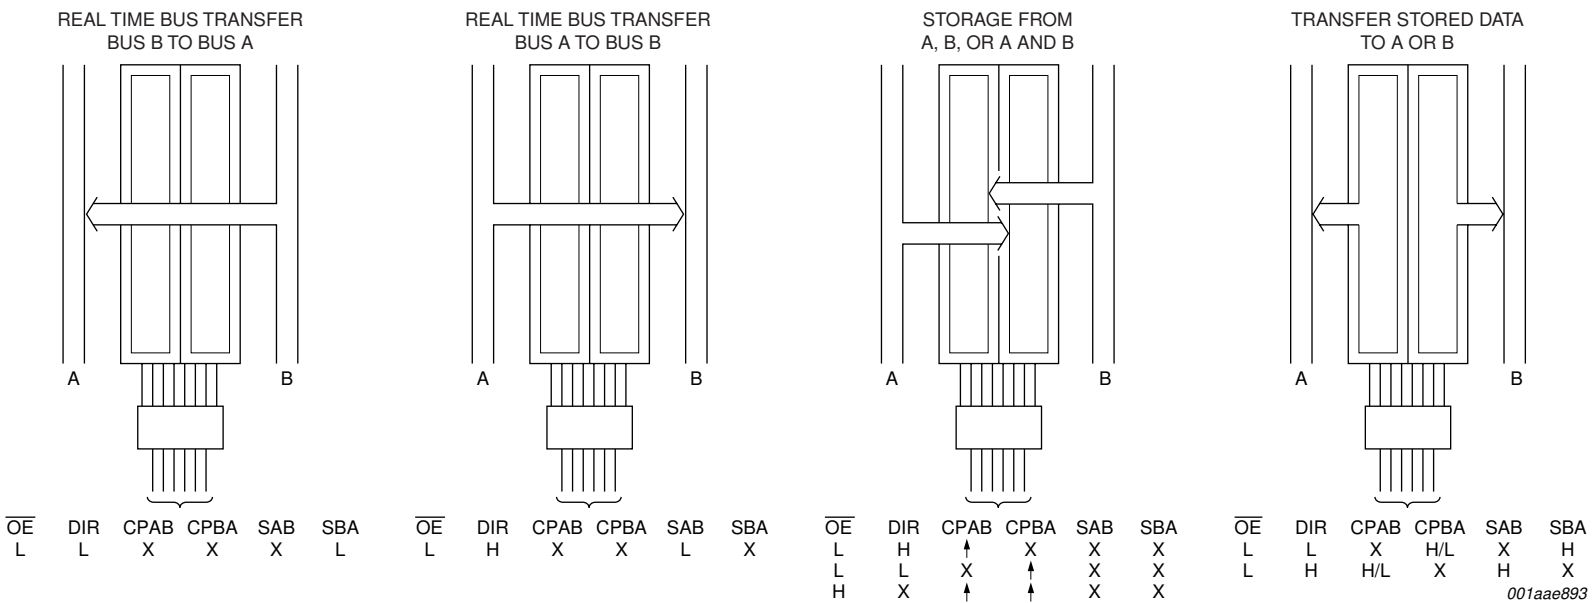 REAL TIME BUS TRANSFER
BUS B TO BUS A
A
B
OE DIR CPAB CPBA SAB SBA
L L X X X L
REAL TIME BUS TRANSFER
BUS A TO BUS B
A
B
OE DIR CPAB CPBA SAB SBA
L H X X L X
STORAGE FROM
A, B, OR A AND B
A
B
OE DIR CPAB CPBA SAB SBA
L H ↑ X X X
L L X ↑ X X
H X ↑ ↑ X X
TRANSFER STORED DATA
TO A OR B
A
B
OE DIR CPAB CPBA SAB SBA
L L X H/L X H
L H H/L X H X
001aae893